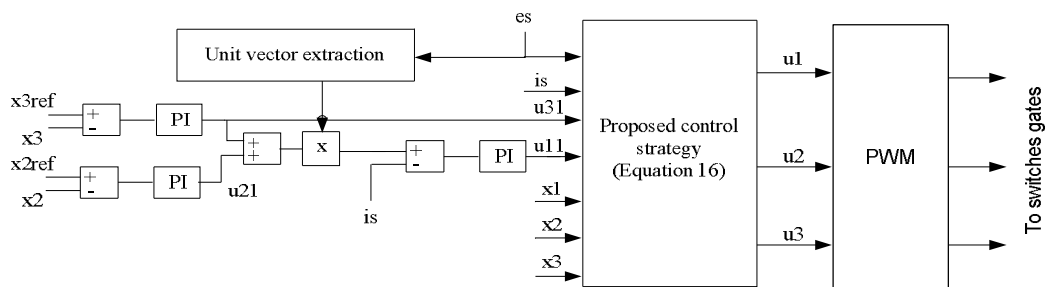 es
Unit vector extraction
u1
is
x3ref
+
-
PI
u31
x3
Proposed control
strategy
(Equation 16)
+
+
x
+
-
PI
u11
x2ref
+
-
PI
u21
x2
is
x1
x2
x3
u2
u3
PWM
To switches gates